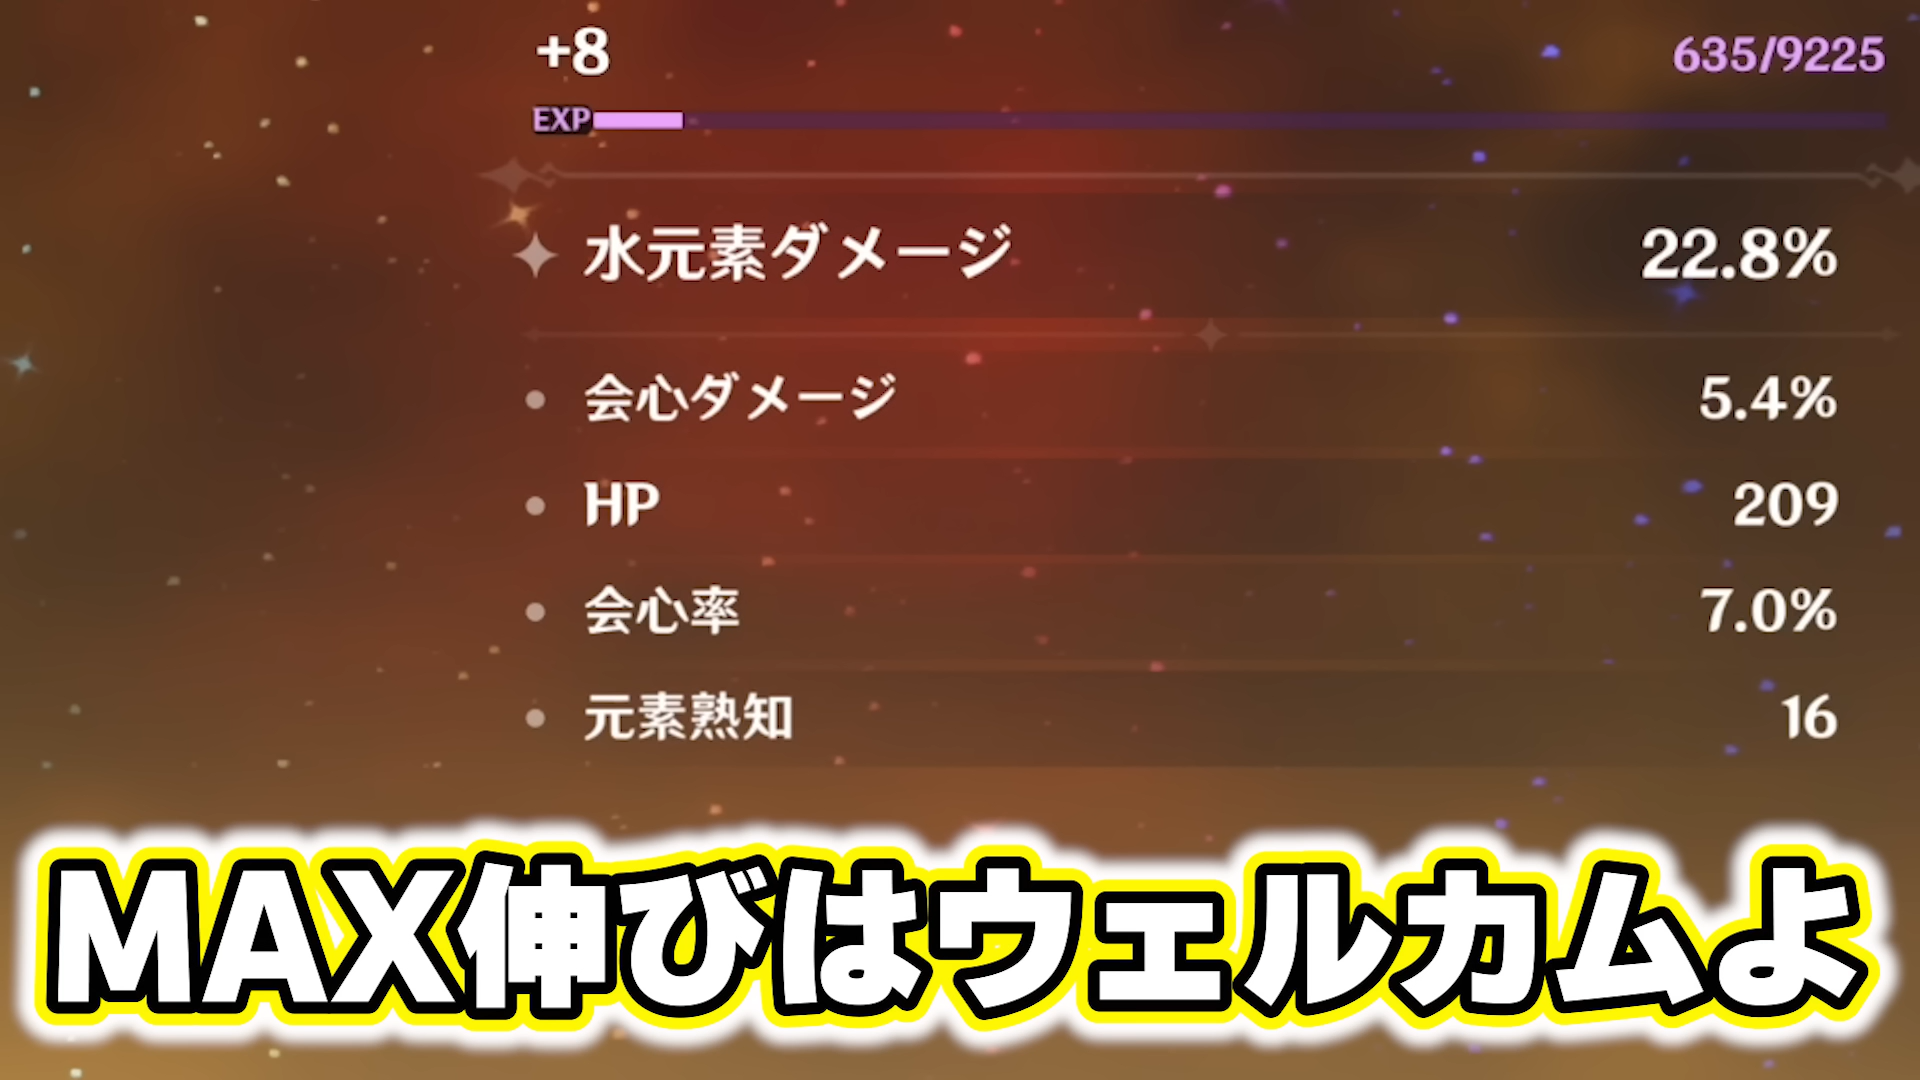 +8 635/9225
EXP
水元素ダメージ 22.8%
会心ダメージ 5.4%
HP 209
会心率 7.0%
元素熟知 16
MAX伸びはウェルカムよ